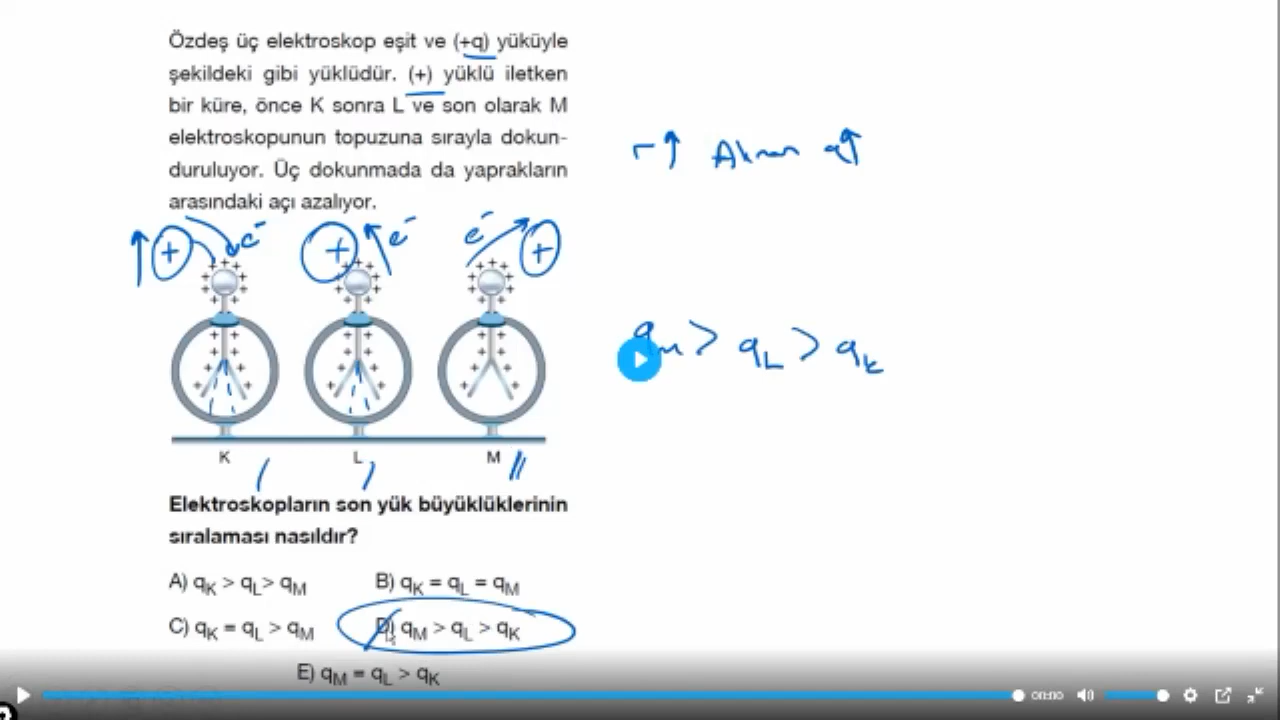 Özdeş üç elektroskop eşit ve (+q) yüküyle
şekildeki gibi yüklüdür. (+) yüklü iletken
bir küre, önce K sonra L ve son olarak M
elektroskopunun topuzuna sırayla dokun-
duruluyor. Üç dokunmada da yaprakların
arasındaki açı azalıyor.
r↑ Alınan q↑
+ e⁻ + e⁻ e⁻ +
qM > qL > qK
K L M
Elektroskopların son yük büyüklüklerinin
sıralaması nasıldır?
A) qK > qL> qM B) qK = qL = qM
C) qK = qL > qM D) qM > qL > qK
E) qM = qL > qK